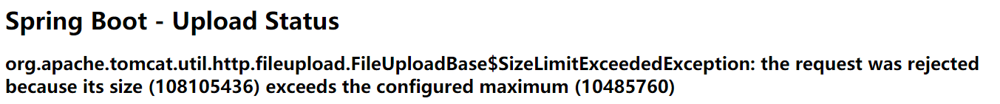 Spring Boot - Upload Status
org.apache.tomcat.util.http.fileupload.FileUploadBase$SizeLimitExceededException: the request was rejected
because its size (108105436) exceeds the configured maximum (10485760)